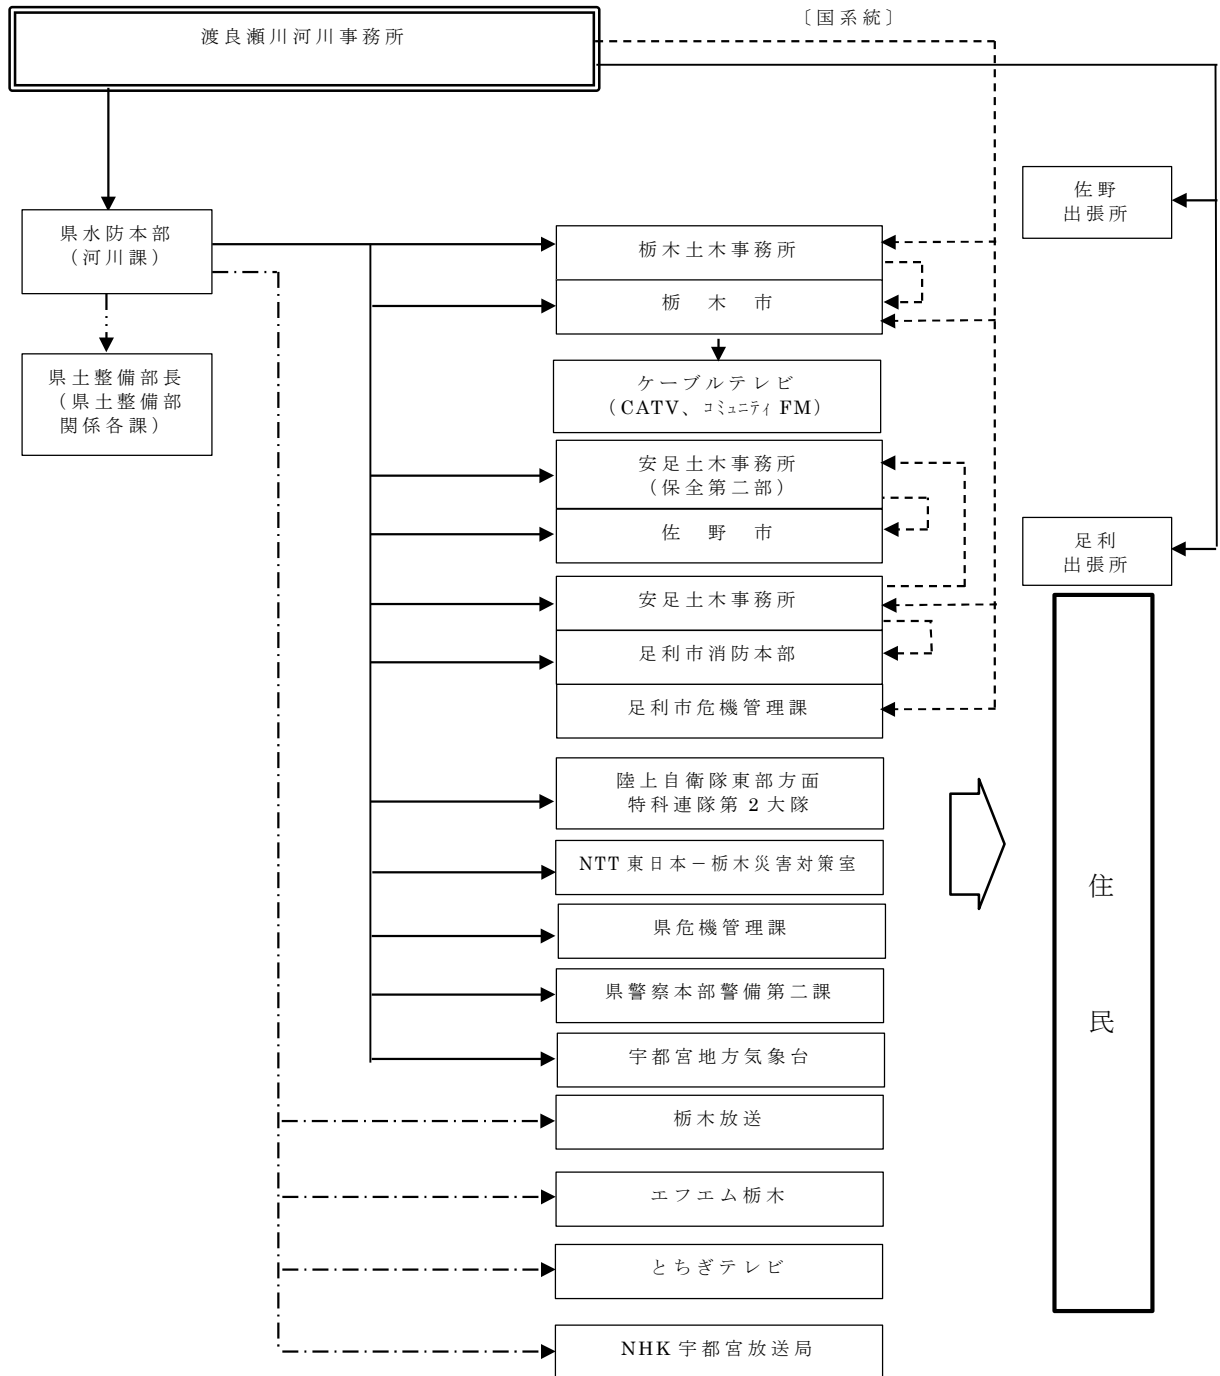 〔国系統〕
渡良瀬川河川事務所
佐野
出張所
県水防本部
(河川課)
栃木土木事務所
栃木市
県土整備部長
(県土整備部
関係各課)
ケーブルテレビ
(CATV、コミュニティFM)
安足土木事務所
(保全第二部)
佐野市
足利
出張所
安足土木事務所
足利市消防本部
足利市危機管理課
陸上自衛隊東部方面
特科連隊第2大隊
NTT東日本-栃木災害対策室
県危機管理課
県警察本部警備第二課
宇都宮地方気象台
住
民
栃木放送
エフエム栃木
とちぎテレビ
NHK宇都宮放送局